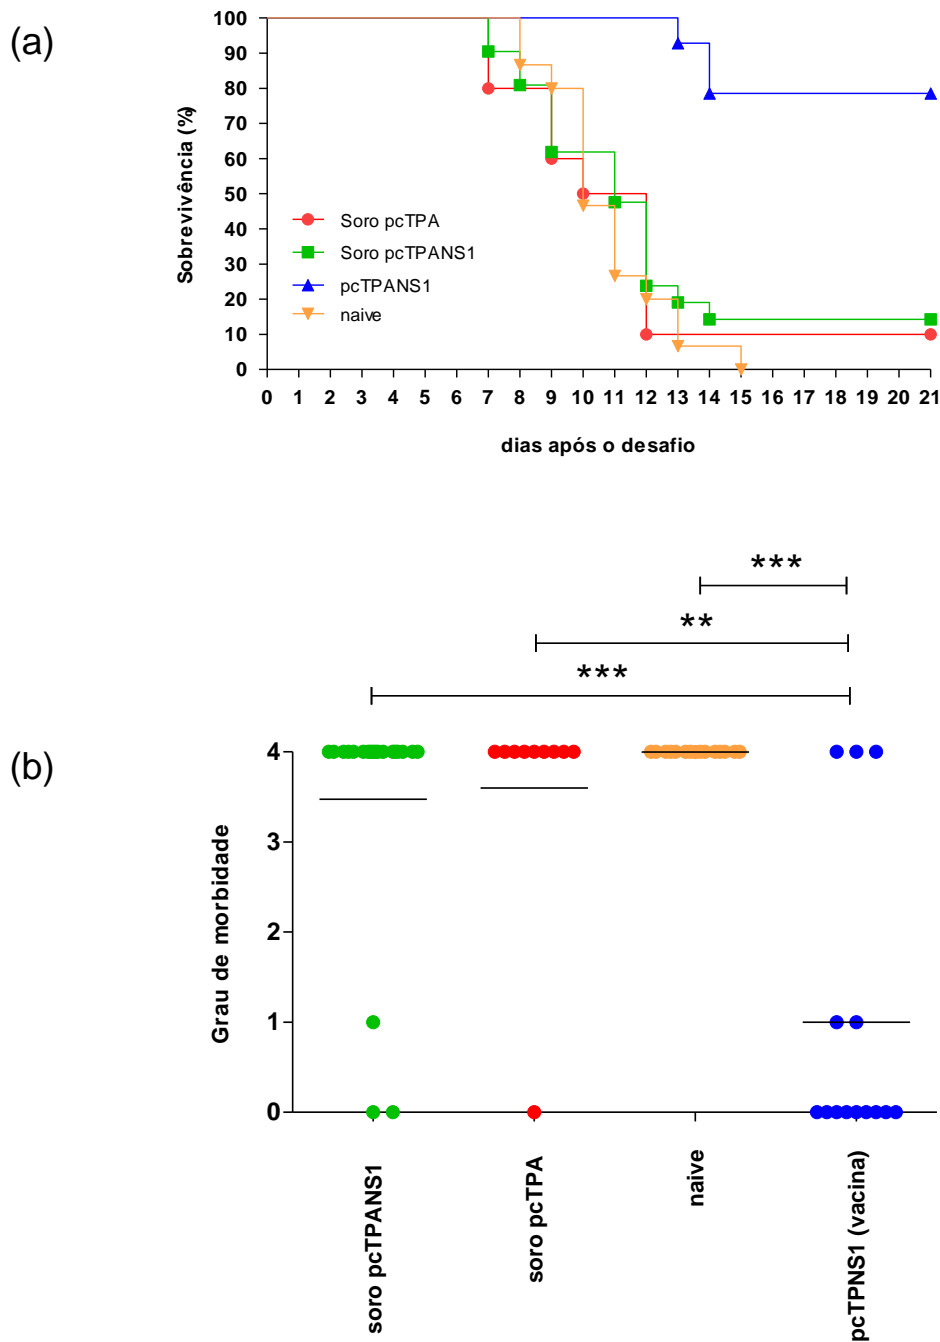 (a)
Sobrevivência (%)
100
90
80
70
60
50
40
30
20
10
0
Soro pcTPA
Soro pcTPANS1
pcTPANS1
naive
0 1 2 3 4 5 6 7 8 9 10 11 12 13 14 15 16 17 18 19 20 21
dias após o desafio
***
**
***
(b)
Grau de morbidade
4
3
2
1
0
soro pcTPANS1
soro pcTPA
naive
pcTPNS1 (vacina)